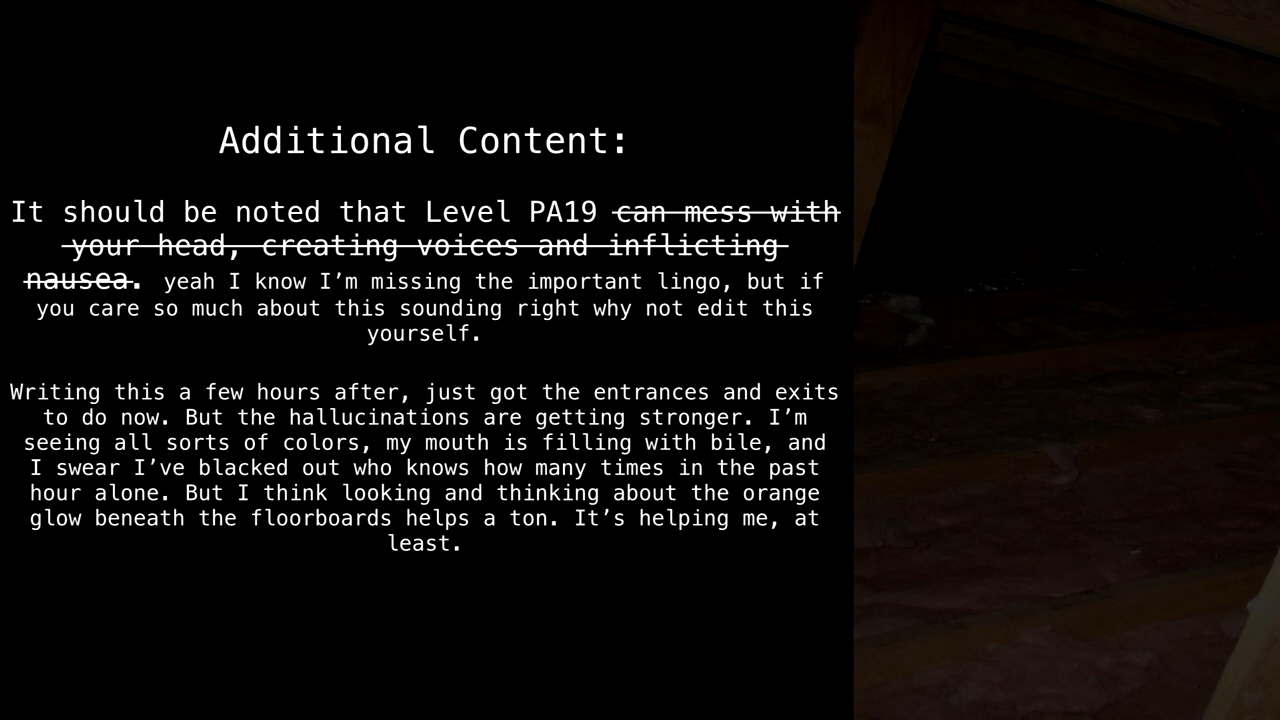 Additional Content:
It should be noted that Level PA19 can mess with
your head, creating voices and inflicting
nausea. yeah I know I’m missing the important lingo, but if
you care so much about this sounding right why not edit this
yourself.
Writing this a few hours after, just got the entrances and exits
to do now. But the hallucinations are getting stronger. I’m
seeing all sorts of colors, my mouth is filling with bile, and
I swear I’ve blacked out who knows how many times in the past
hour alone. But I think looking and thinking about the orange
glow beneath the floorboards helps a ton. It’s helping me, at
least.